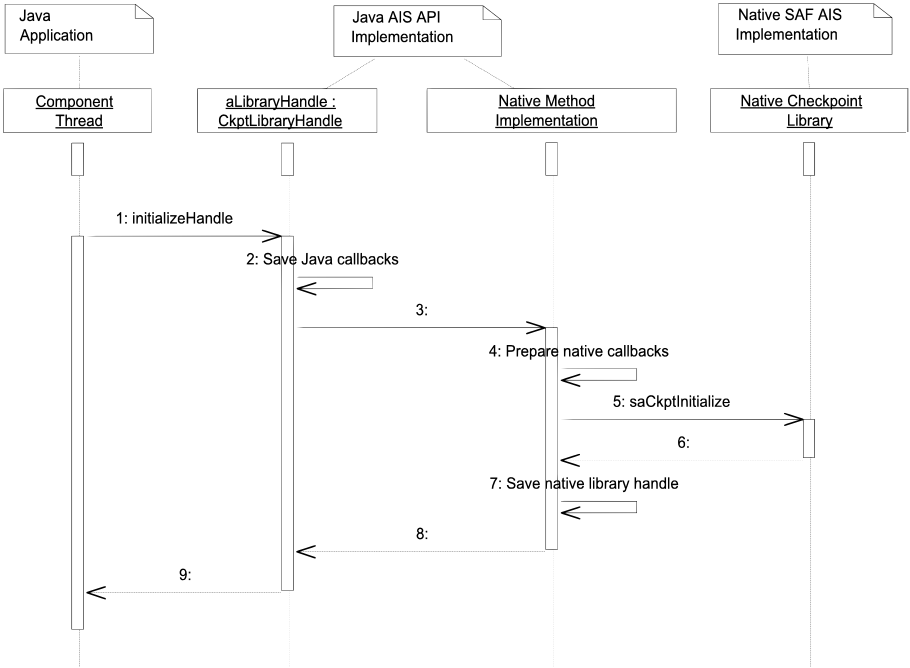 Java
Application
Java AIS API
Implementation
Native SAF AIS
Implementation
Component
Thread
aLibraryHandle :
CkptLibraryHandle
Native Method
Implementation
Native Checkpoint
Library
1: initializeHandle
2: Save Java callbacks
3:
4: Prepare native callbacks
5: saCkptInitialize
6:
7: Save native library handle
8:
9: